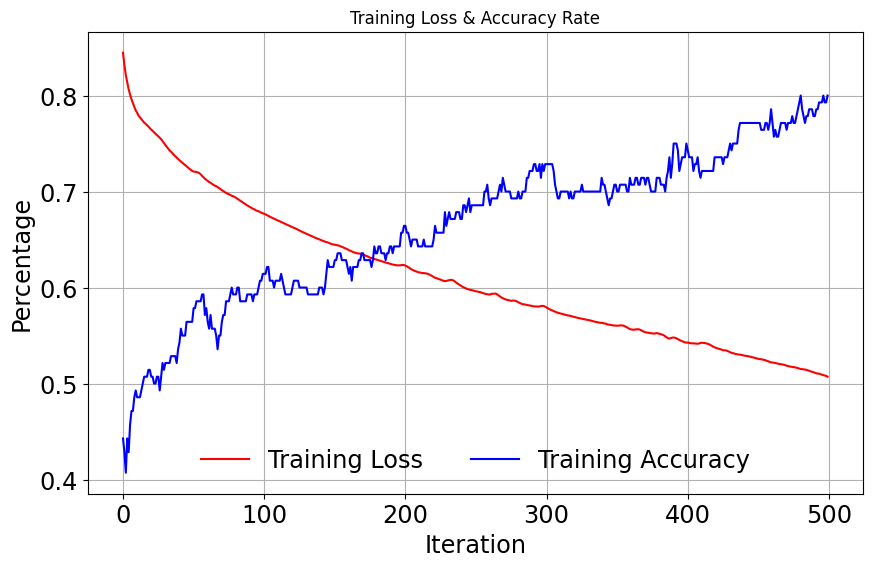 Training Loss & Accuracy Rate
0.8
0.7
0.6
0.5
0.4
Percentage
Training Loss
Training Accuracy
0 100 200 300 400 500
Iteration